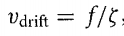 v_drift = f/ζ,